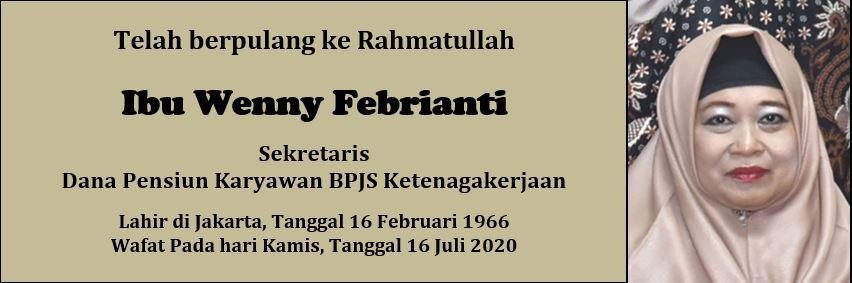 Telah berpulang ke Rahmatullah
Ibu Wenny Febrianti
Sekretaris
Dana Pensiun Karyawan BPJS Ketenagakerjaan
Lahir di Jakarta, Tanggal 16 Februari 1966
Wafat Pada hari Kamis, Tanggal 16 Juli 2020